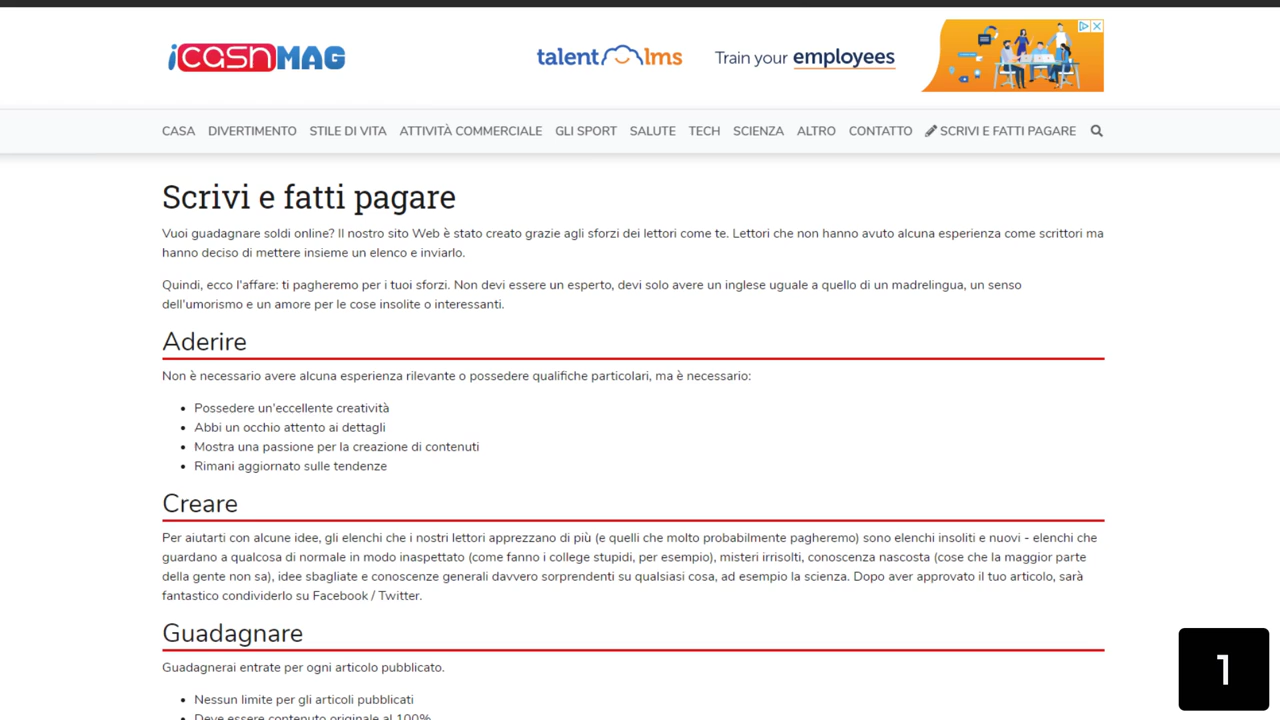 iCashMAG
talentlms Train your employees
CASA DIVERTIMENTO STILE DI VITA ATTIVITÀ COMMERCIALE GLI SPORT SALUTE TECH SCIENZA ALTRO CONTATTO SCRIVI E FATTI PAGARE
Scrivi e fatti pagare
Vuoi guadagnare soldi online? Il nostro sito Web è stato creato grazie agli sforzi dei lettori come te. Lettori che non hanno avuto alcuna esperienza come scrittori ma
hanno deciso di mettere insieme un elenco e inviarlo.
Quindi, ecco l'affare: ti pagheremo per i tuoi sforzi. Non devi essere un esperto, devi solo avere un inglese uguale a quello di un madrelingua, un senso
dell'umorismo e un amore per le cose insolite o interessanti.
Aderire
Non è necessario avere alcuna esperienza rilevante o possedere qualifiche particolari, ma è necessario:
• Possedere un'eccellente creatività
• Abbi un occhio attento ai dettagli
• Mostra una passione per la creazione di contenuti
• Rimani aggiornato sulle tendenze
Creare
Per aiutarti con alcune idee, gli elenchi che i nostri lettori apprezzano di più (e quelli che molto probabilmente pagheremo) sono elenchi insoliti e nuovi - elenchi che
guardano a qualcosa di normale in modo inaspettato (come fanno i college stupidi, per esempio), misteri irrisolti, conoscenza nascosta (cose che la maggior parte
della gente non sa), idee sbagliate e conoscenze generali davvero sorprendenti su qualsiasi cosa, ad esempio la scienza. Dopo aver approvato il tuo articolo, sarà
fantastico condividerlo su Facebook / Twitter.
Guadagnare
Guadagnerai entrate per ogni articolo pubblicato.
• Nessun limite per gli articoli pubblicati
• Deve essere contenuto originale al 100%
1